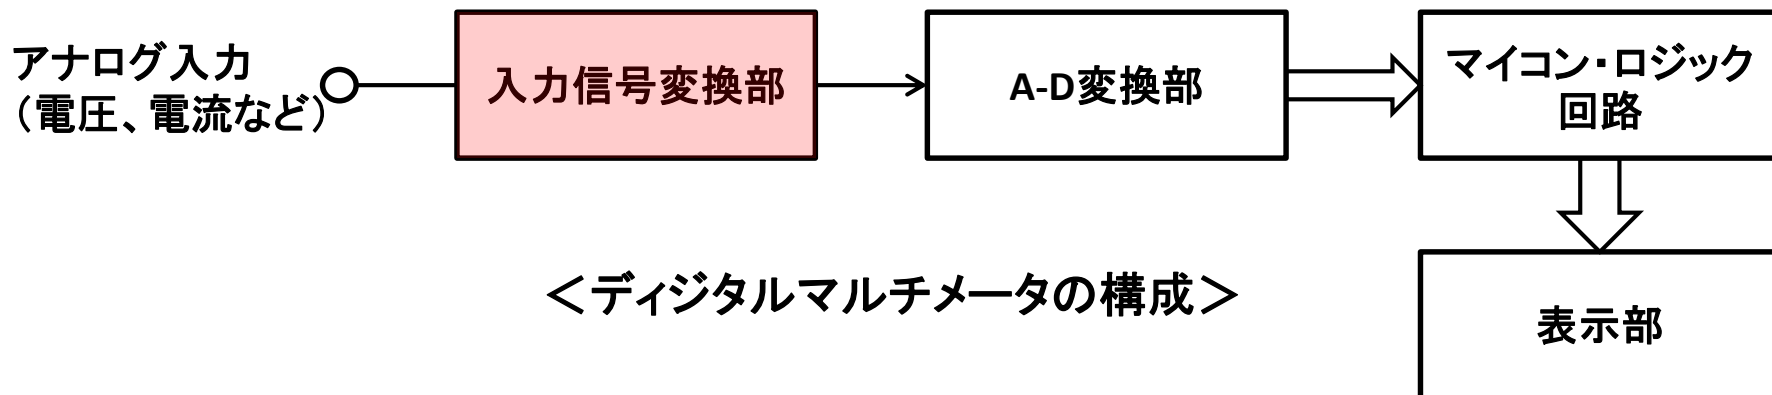 アナログ入力
（電圧、電流など）
入力信号変換部
A-D変換部
マイコン・ロジック
回路
＜ディジタルマルチメータの構成＞
表示部